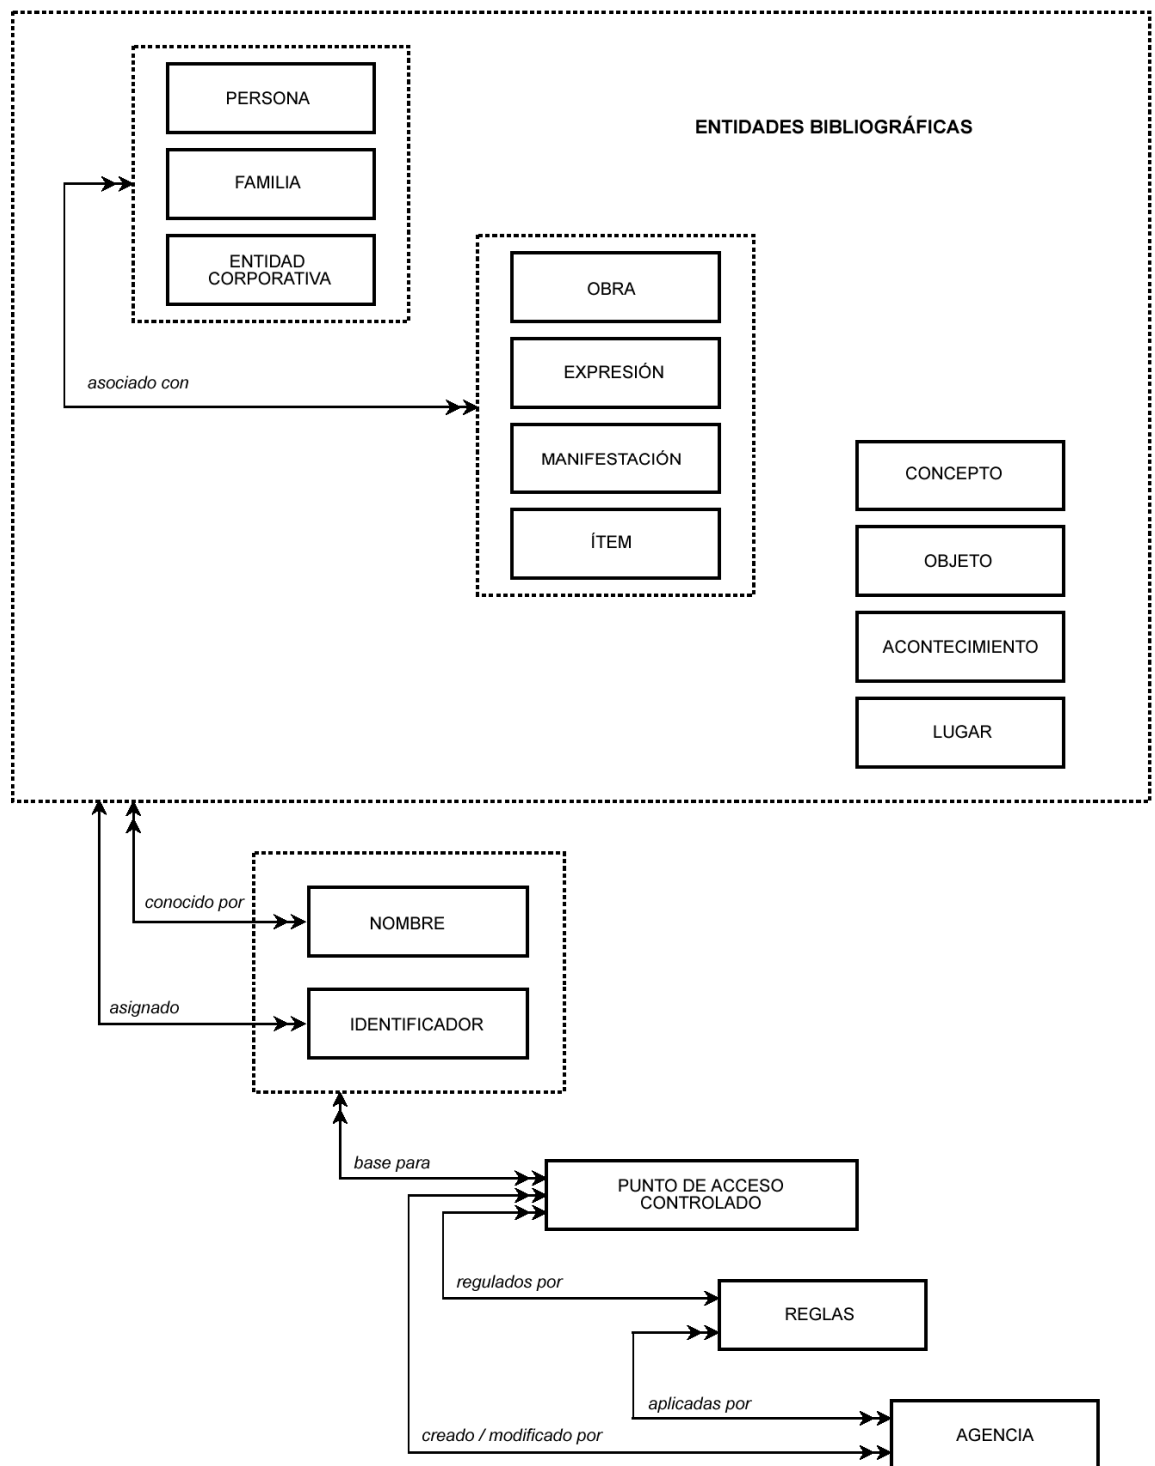 PERSONA
ENTIDADES BIBLIOGRÁFICAS
FAMILIA
ENTIDAD
CORPORATIVA
OBRA
EXPRESIÓN
asociado con
MANIFESTACIÓN
CONCEPTO
ÍTEM
OBJETO
ACONTECIMIENTO
LUGAR
conocido por
NOMBRE
asignado
IDENTIFICADOR
base para
PUNTO DE ACCESO
CONTROLADO
regulados por
REGLAS
aplicadas por
creado / modificado por
AGENCIA